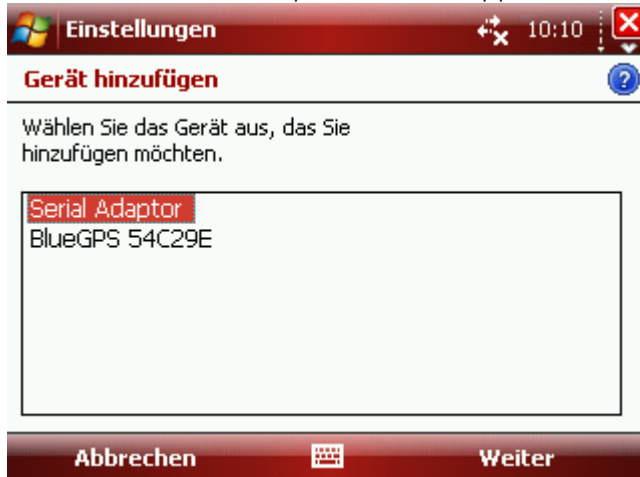 Einstellungen 10:10
Gerät hinzufügen ?
Wählen Sie das Gerät aus, das Sie
hinzufügen möchten.
Serial Adaptor
BlueGPS 54C29E
Abbrechen Weiter